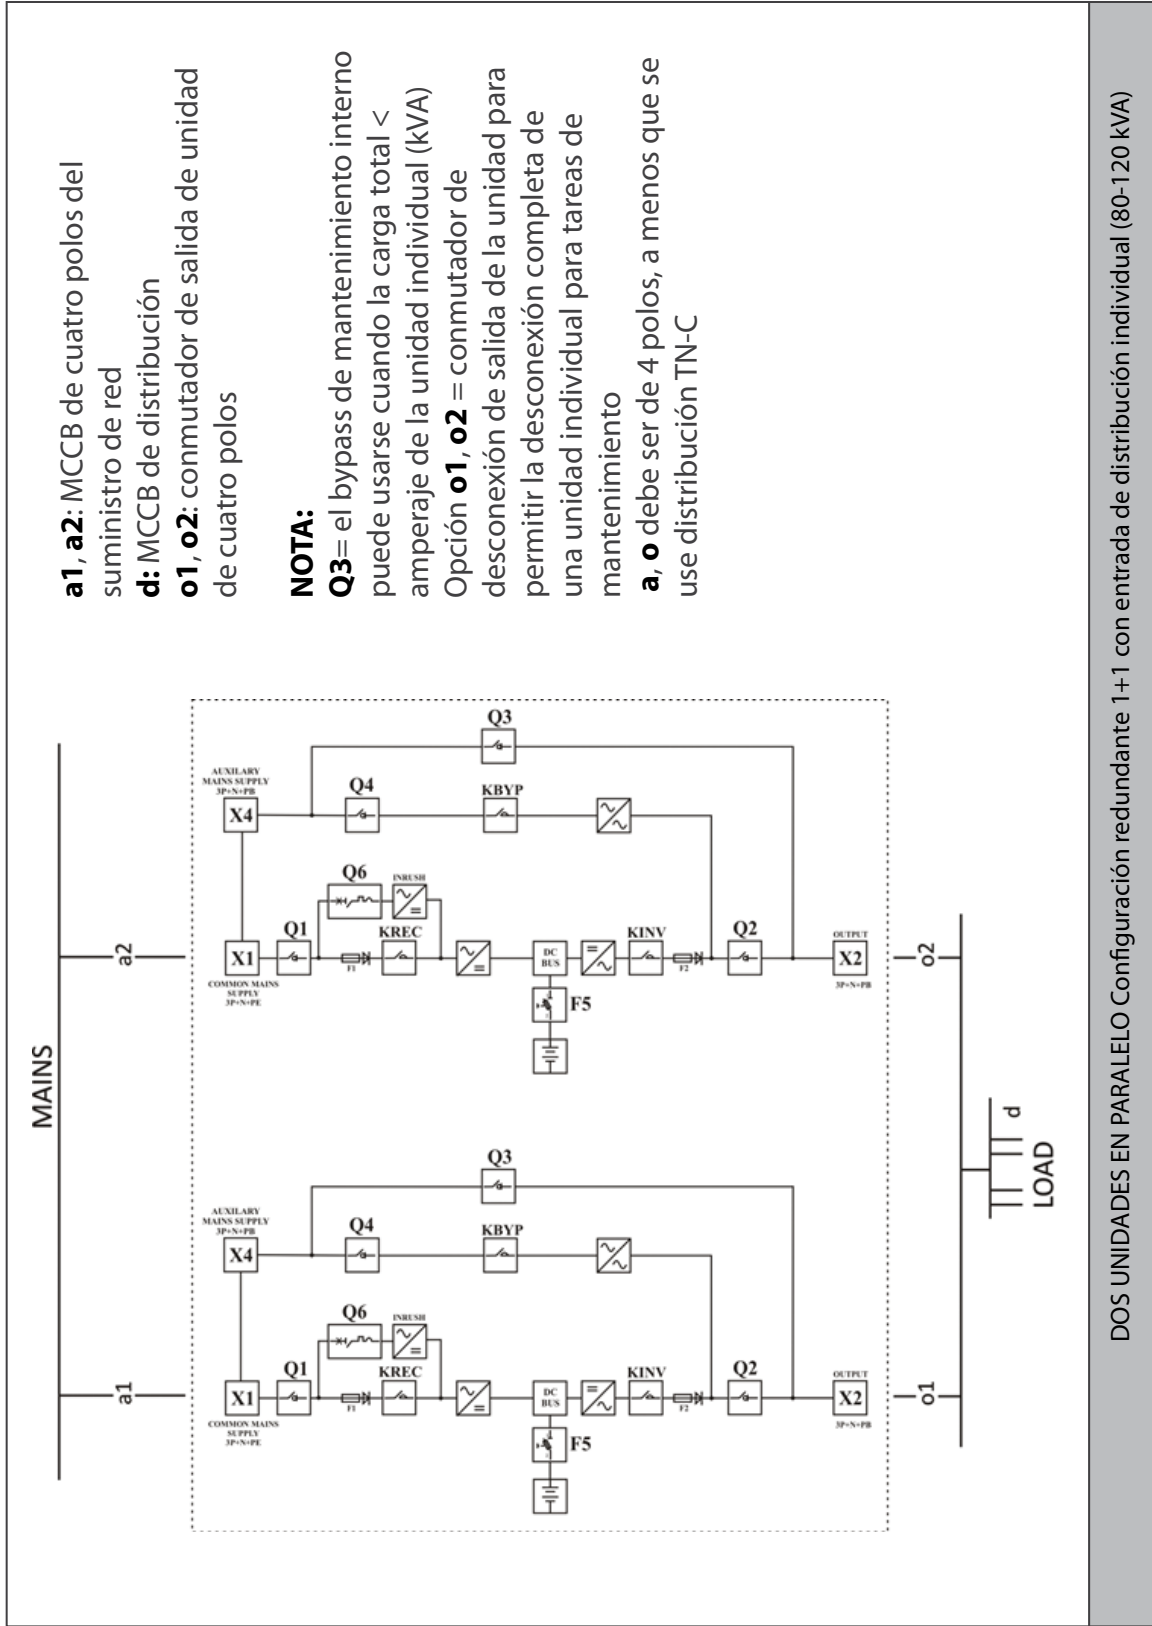 MAINS
a1
a2
AUXILARY
MAINS SUPPLY
3P+N+PB
X4
X1
COMMON MAINS
SUPPLY
3P+N+PE
Q1
Q6
INRUSH
F1
KREC
Q4
KBYP
Q3
DC
BUS
F5
KINV
F2
Q2
OUTPUT
X2
3P+N+PB
AUXILARY
MAINS SUPPLY
3P+N+PB
X4
X1
COMMON MAINS
SUPPLY
3P+N+PE
Q1
Q6
INRUSH
F1
KREC
Q4
KBYP
Q3
DC
BUS
F5
KINV
F2
Q2
OUTPUT
X2
3P+N+PB
o1
o2
d
LOAD
a1, a2: MCCB de cuatro polos del
suministro de red
d: MCCB de distribución
o1, o2: conmutador de salida de unidad
de cuatro polos
NOTA:
Q3= el bypass de mantenimiento interno
puede usarse cuando la carga total <
amperaje de la unidad individual (kVA)
Opción o1, o2 = conmutador de
desconexión de salida de la unidad para
permitir la desconexión completa de
una unidad individual para tareas de
mantenimiento
a, o debe ser de 4 polos, a menos que se
use distribución TN-C
DOS UNIDADES EN PARALELO Configuración redundante 1+1 con entrada de distribución individual (80-120 kVA)